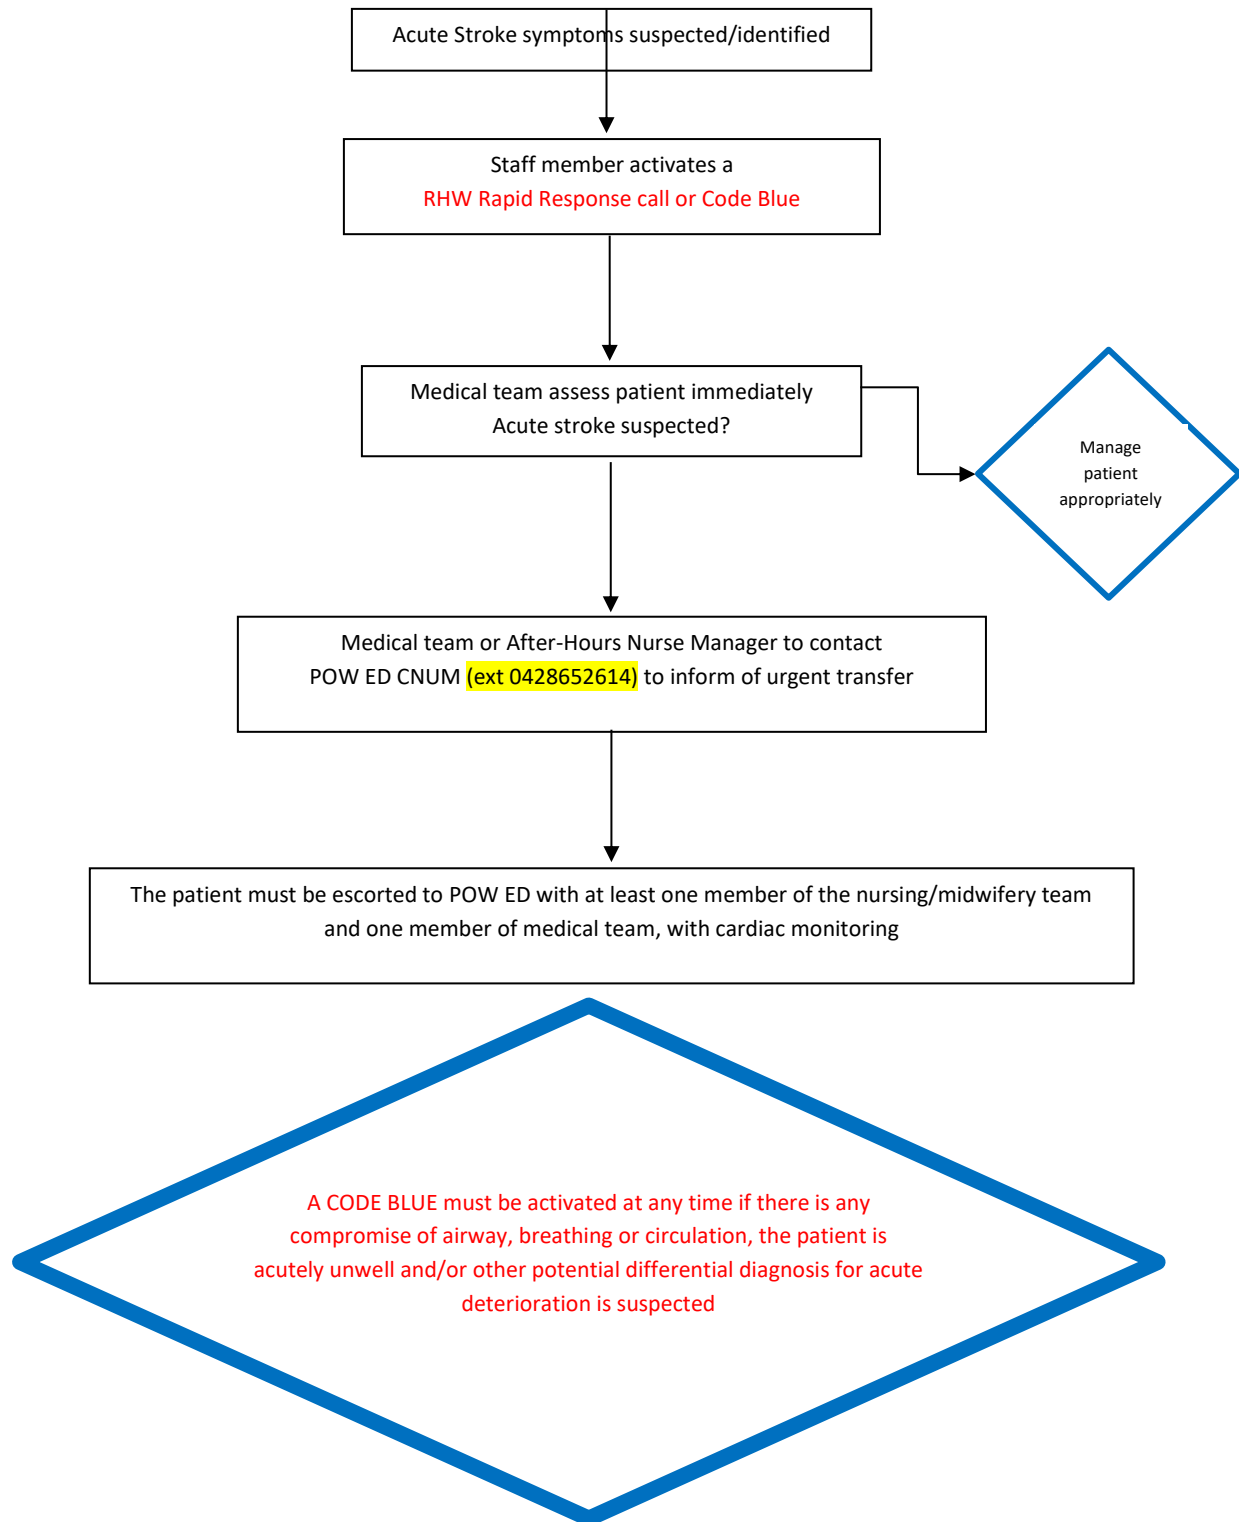 Acute Stroke symptoms suspected/identified
Staff member activates a
RHW Rapid Response call or Code Blue
Medical team assess patient immediately
Acute stroke suspected?
Manage
patient
appropriately
Medical team or After-Hours Nurse Manager to contact
POW ED CNUM (ext 0428652614) to inform of urgent transfer
The patient must be escorted to POW ED with at least one member of the nursing/midwifery team
and one member of medical team, with cardiac monitoring
A CODE BLUE must be activated at any time if there is any
compromise of airway, breathing or circulation, the patient is
acutely unwell and/or other potential differential diagnosis for acute
deterioration is suspected